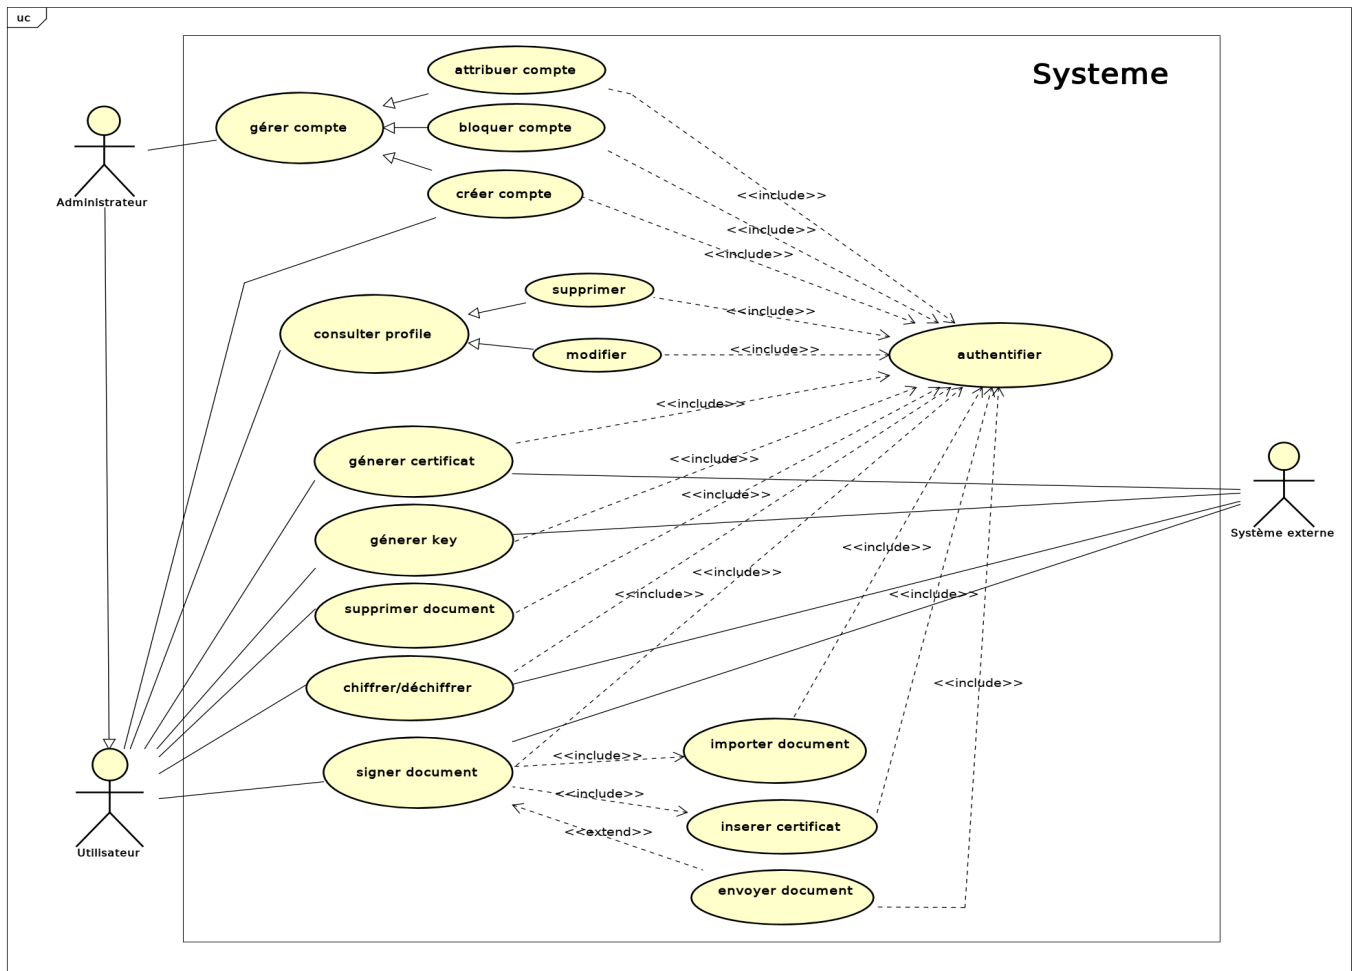 uc
Systeme
attribuer compte
gérer compte
bloquer compte
créer compte
Administrateur
<<include>>
<<include>>
<<include>>
supprimer
<<include>>
consulter profile
modifier
<<include>>
authentifier
<<include>>
génerer certificat
<<include>>
<<include>>
génerer key
Système externe
<<include>>
<<include>>
<<include>>
<<include>>
supprimer document
chiffrer/déchiffrer
<<include>>
importer document
<<include>>
signer document
<<include>>
inserer certificat
<<extend>>
Utilisateur
envoyer document